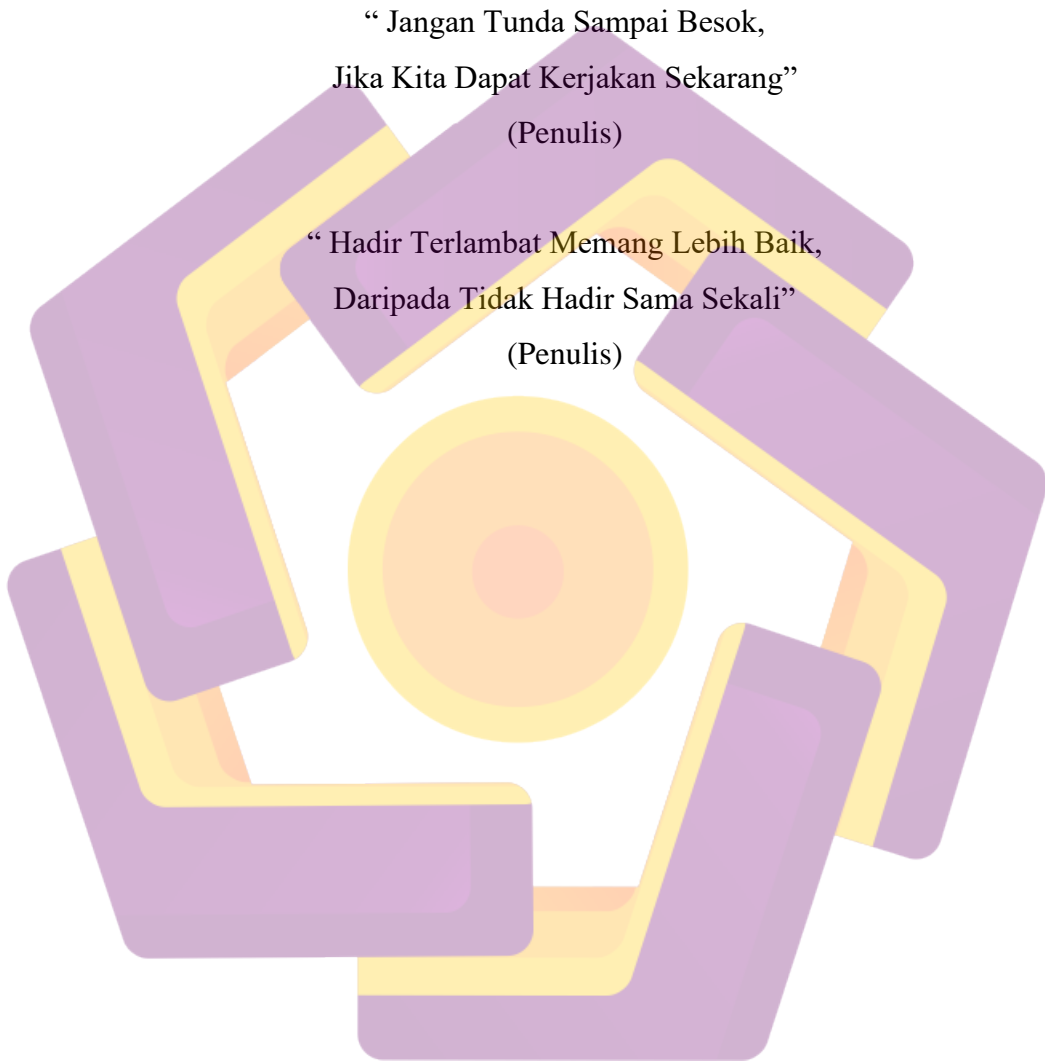 “ Jangan Tunda Sampai Besok,
Jika Kita Dapat Kerjakan Sekarang”
(Penulis)
“ Hadir Terlambat Memang Lebih Baik,
Daripada Tidak Hadir Sama Sekali”
(Penulis)